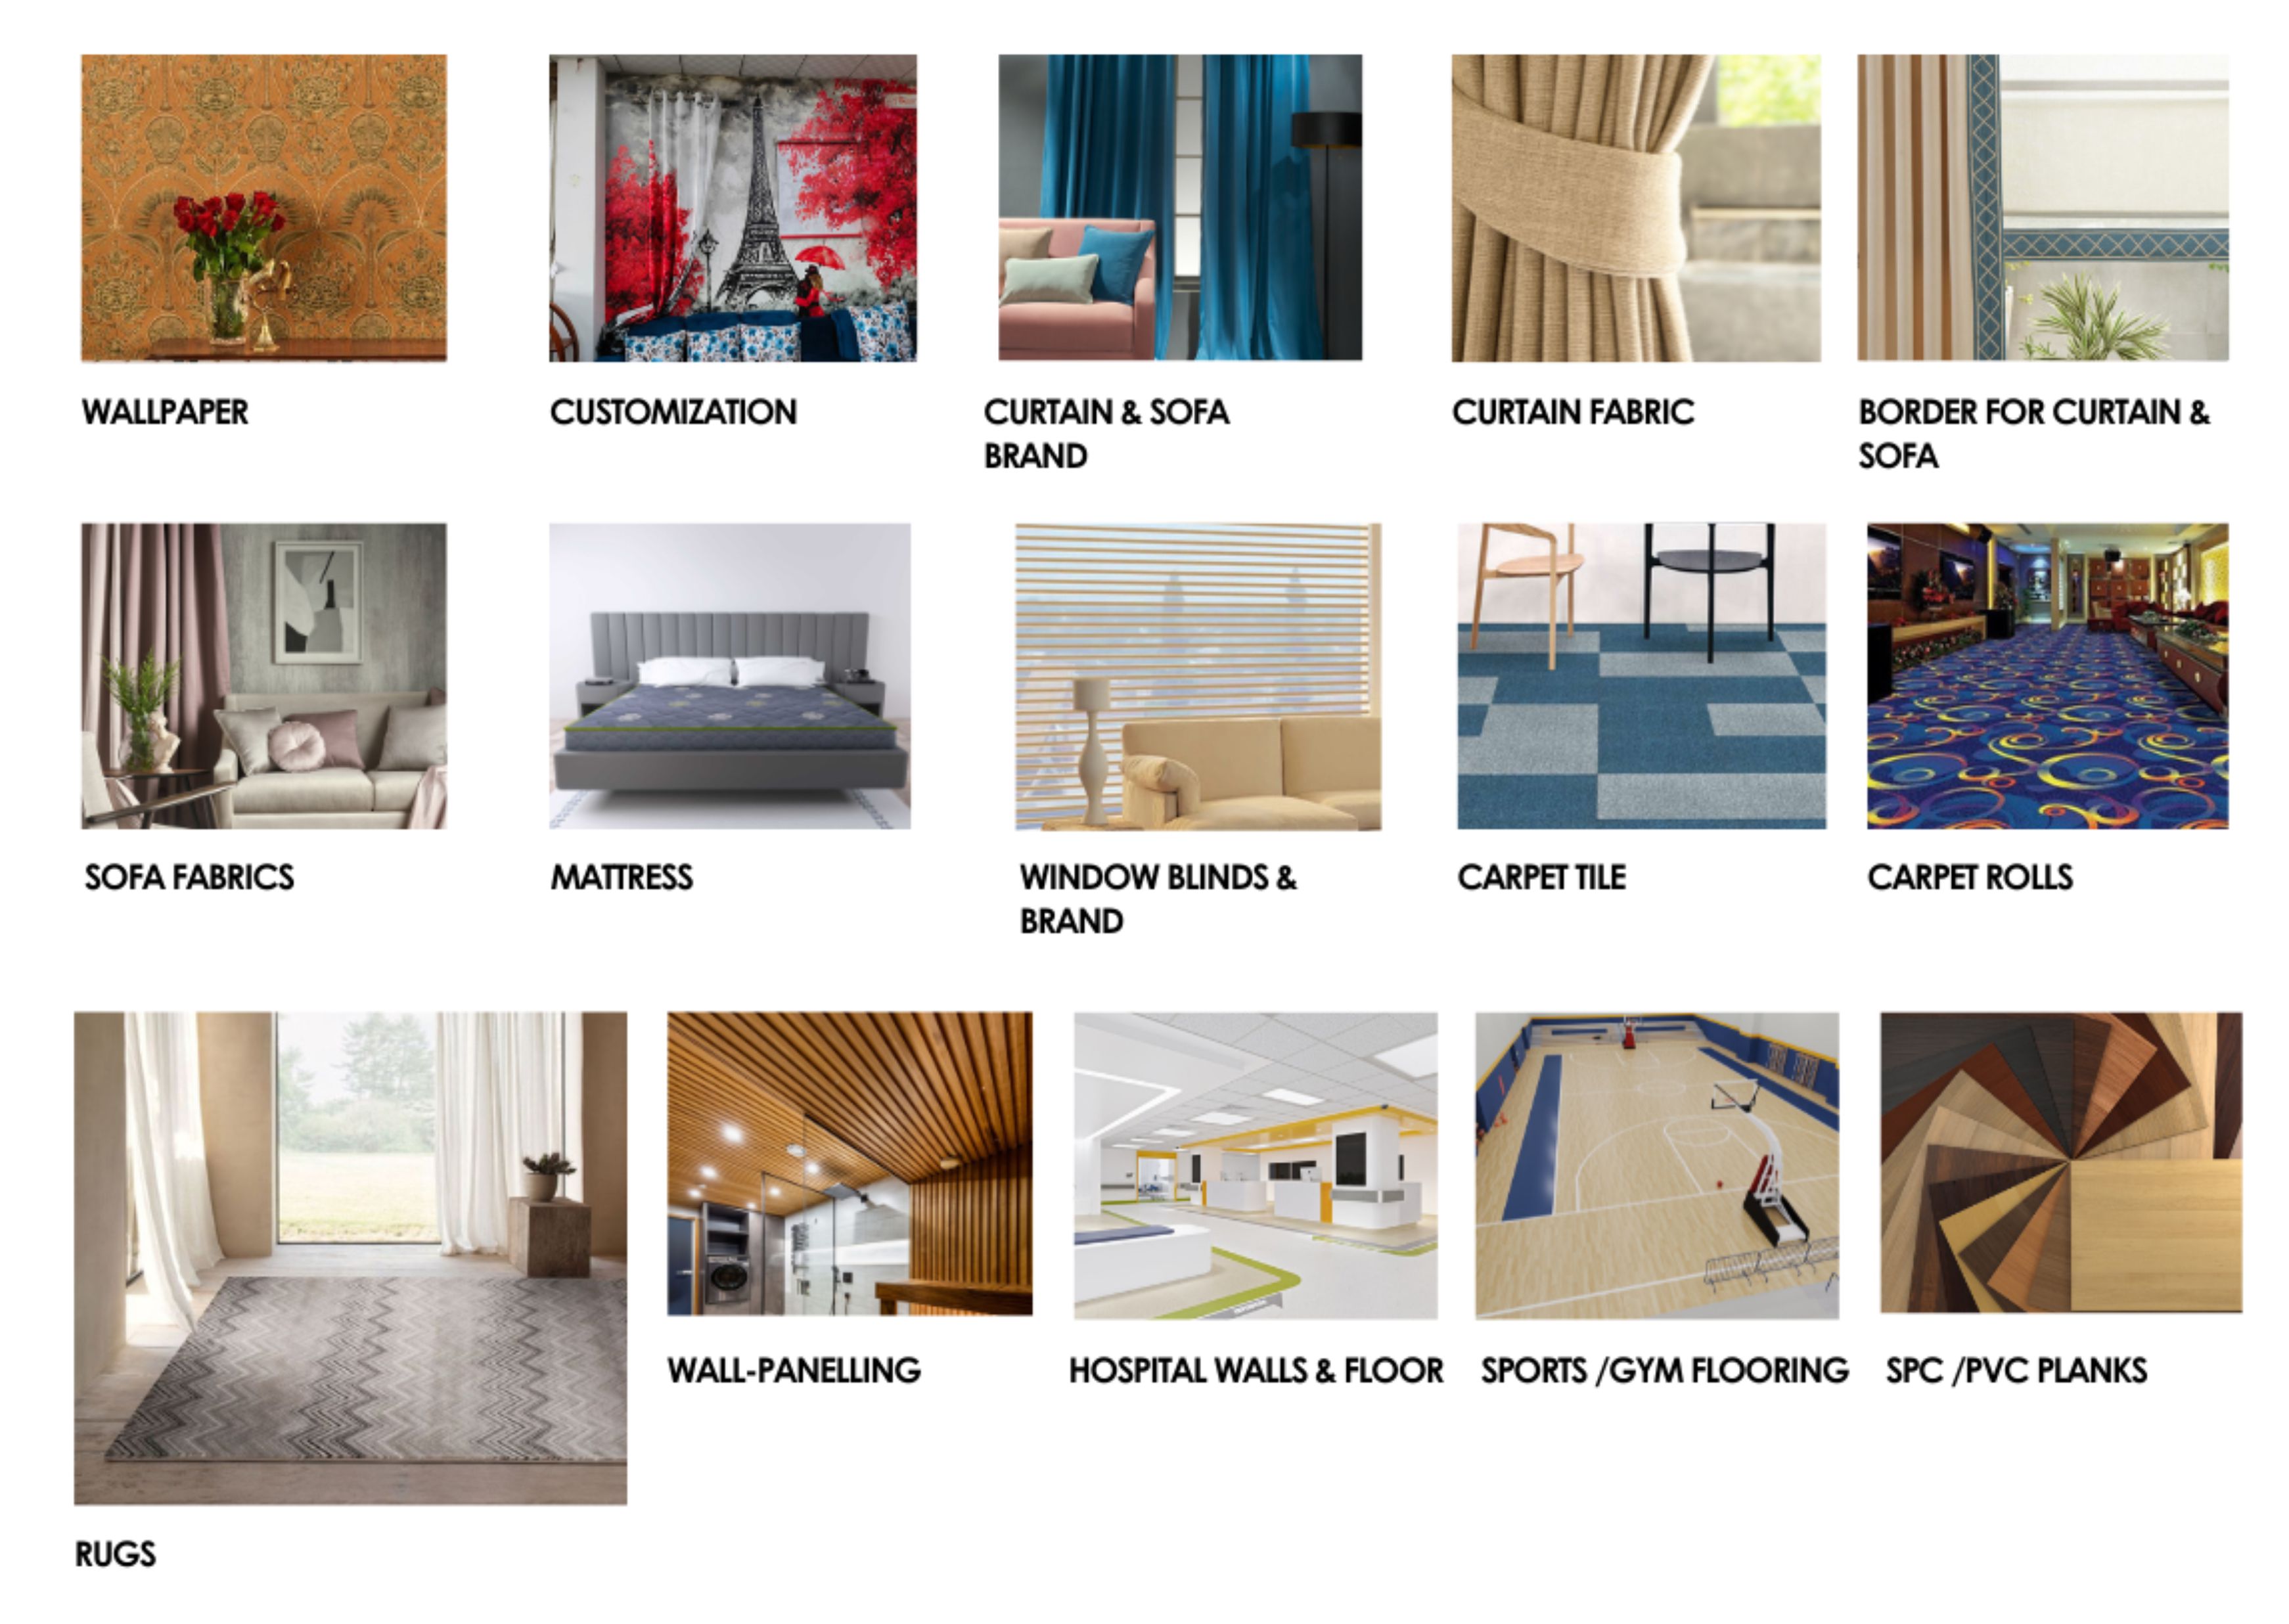 WALLPAPER
CUSTOMIZATION
CURTAIN & SOFA
BRAND
CURTAIN FABRIC
BORDER FOR CURTAIN &
SOFA
SOFA FABRICS
MATTRESS
WINDOW BLINDS &
BRAND
CARPET TILE
CARPET ROLLS
RUGS
WALL-PANELLING
HOSPITAL WALLS & FLOOR
SPORTS /GYM FLOORING
SPC /PVC PLANKS